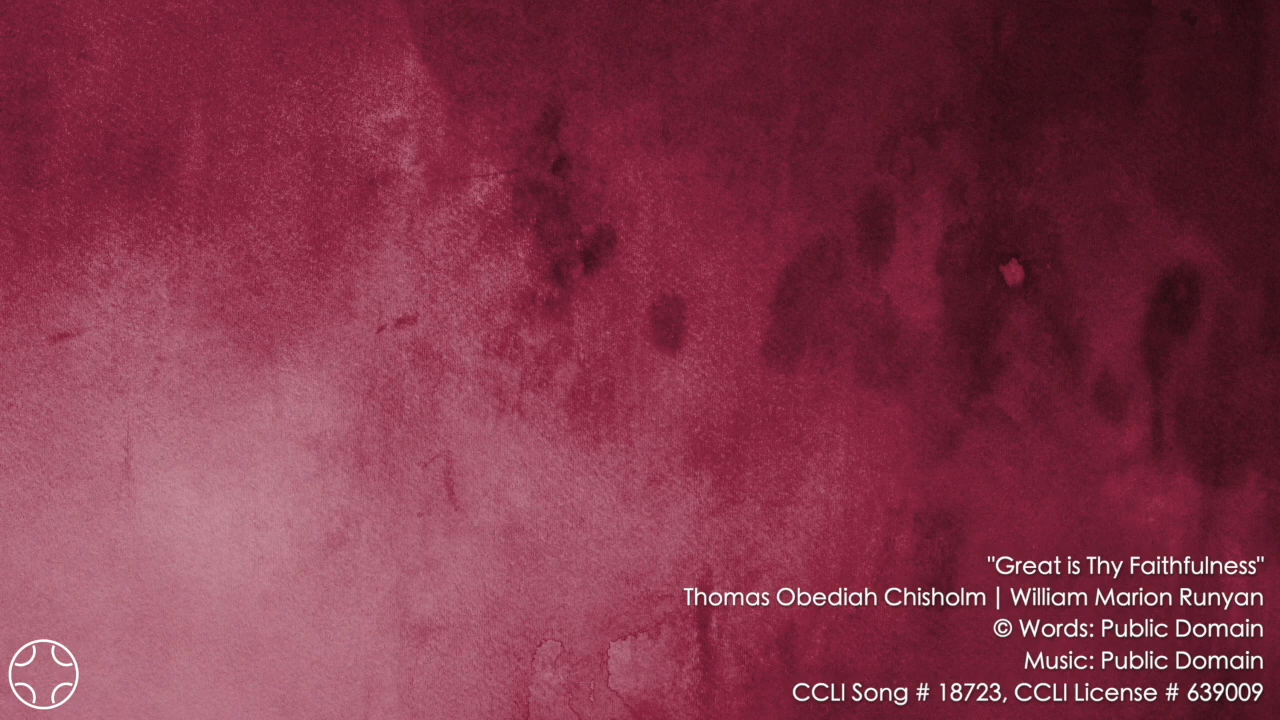 "Great is Thy Faithfulness"
Thomas Obediah Chisholm | William Marion Runyan
© Words: Public Domain
Music: Public Domain
CCLI Song # 18723, CCLI License # 639009